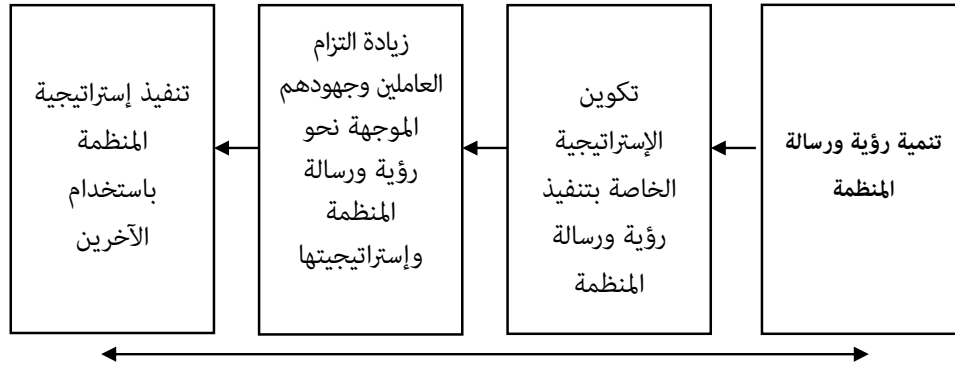 تنمية رؤية ورسالة
المنظمة
تكوين
الإستراتيجية
الخاصة بتنفيذ
رؤية ورسالة
المنظمة
زيادة التزام
العاملين وجهودهم
الموجهة نحو
رؤية ورسالة
المنظمة
وإستراتيجيتها
تنفيذ إستراتيجية
المنظمة
باستخدام
الآخرين